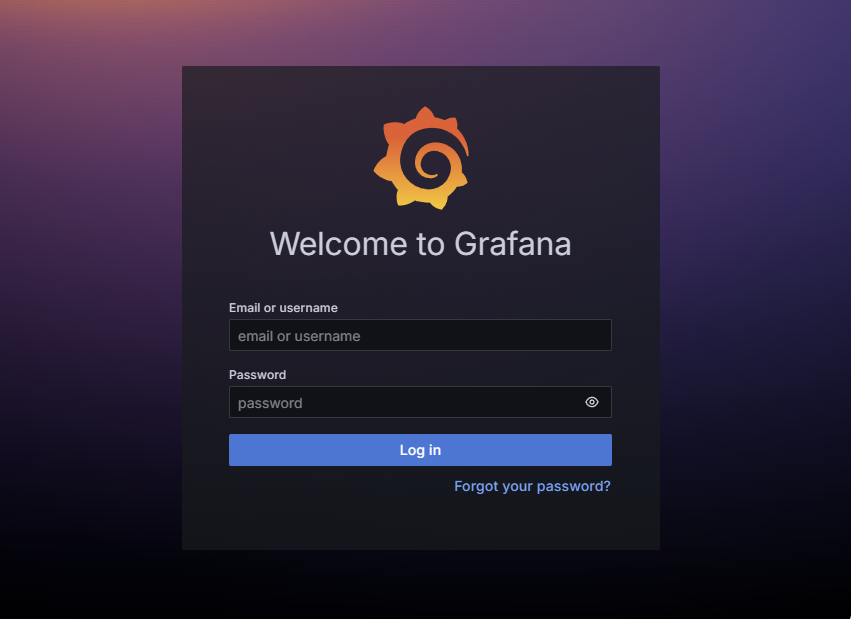 Welcome to Grafana
Email or username
email or username
Password
password
Log in
Forgot your password?